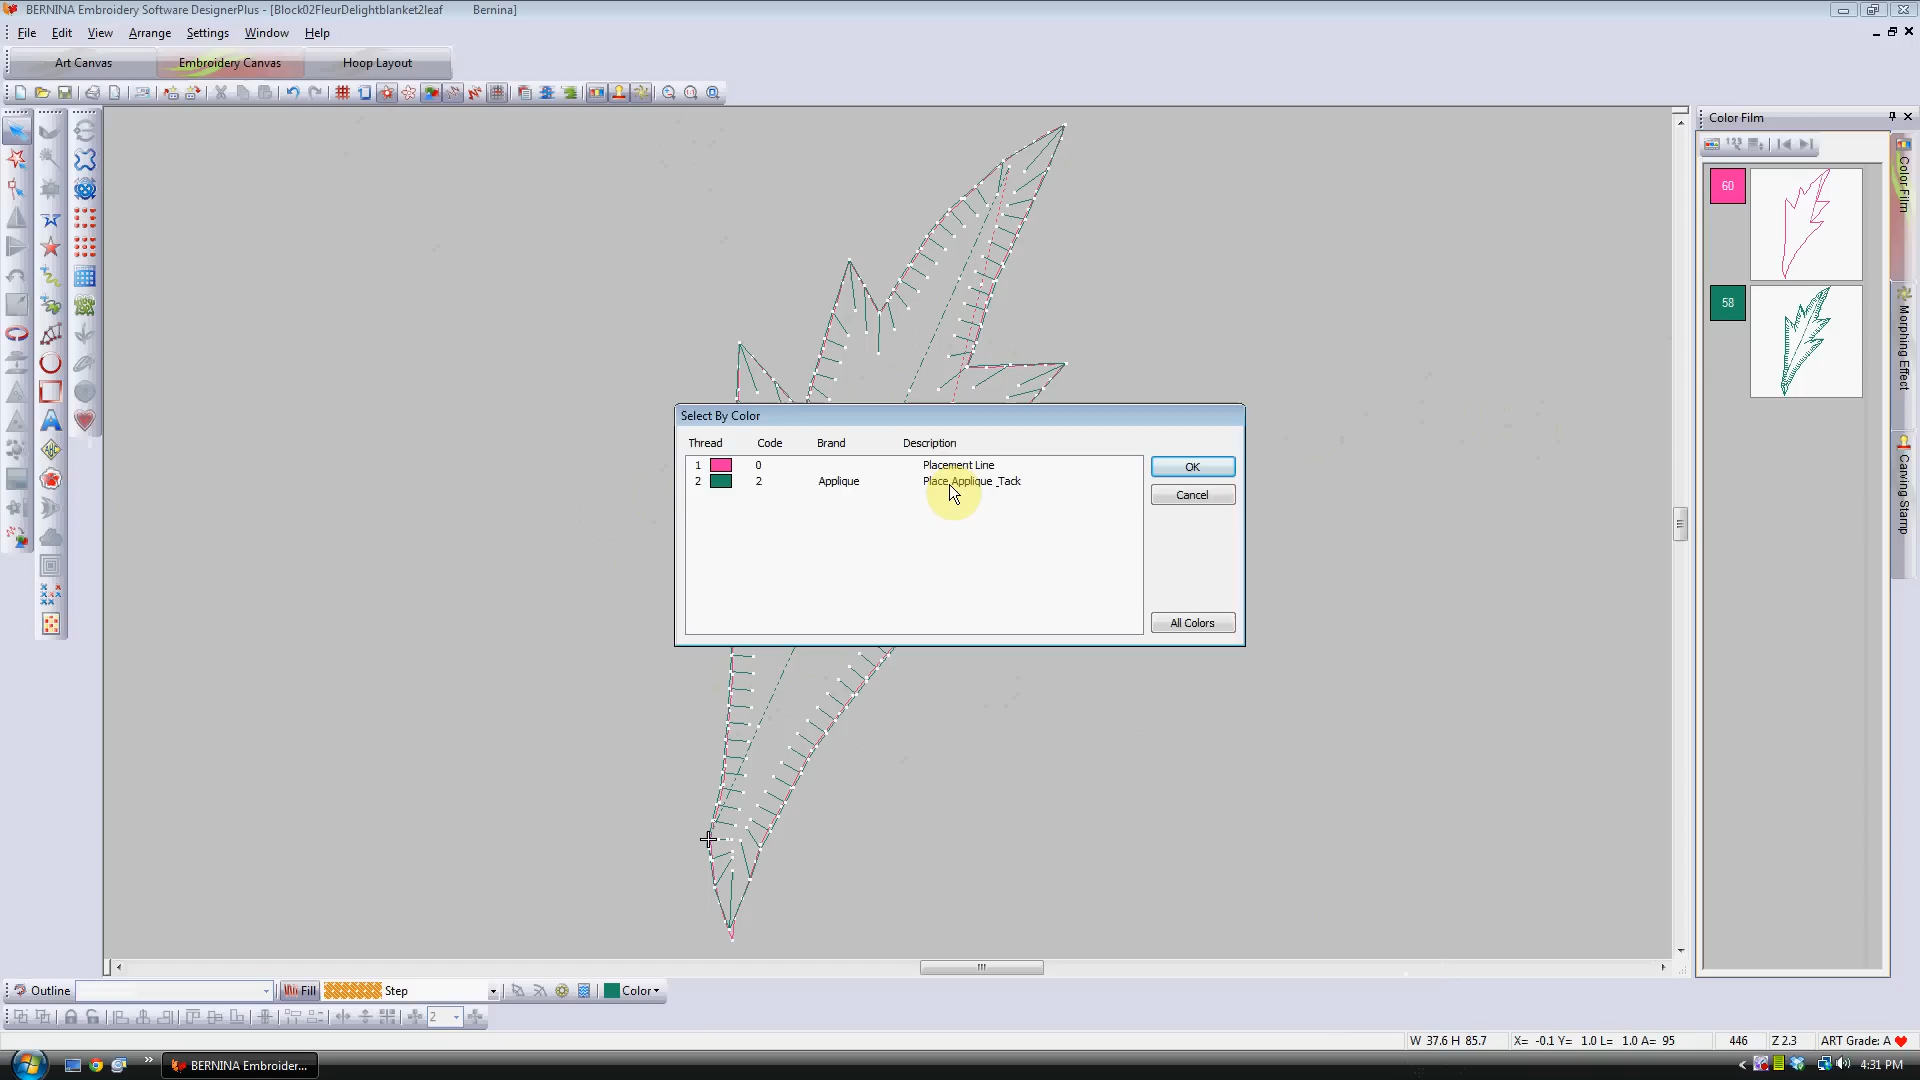 BERNINA Embroidery Software DesignerPlus - [Block02FleurDelightblanket2leaf Bernina]
File Edit View Arrange Settings Window Help
Art Canvas Embroidery Canvas Hoop Layout
Color Film
60
58
Color Film
Morphing Effect
Carving Stamp
Select By Color
Thread Code Brand Description
1 0 Placement Line
2 2 Applique Place Applique _Tack
OK
Cancel
All Colors
Outline Fill Step Color
2
W 37.6 H 85.7 X= -0.1 Y= 1.0 L= 1.0 A= 95 446 Z 2.3 ART Grade: A
BERNINA Embroider... 4:31 PM